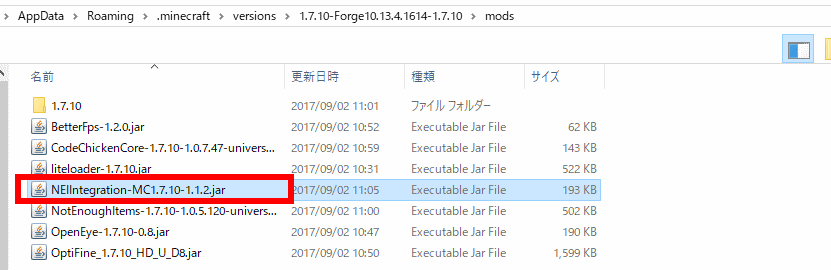 AppData > Roaming > .minecraft > versions > 1.7.10-Forge10.13.4.1614-1.7.10 > mods
名前 更新日時 種類 サイズ
1.7.10 2017/09/02 11:01 ファイル フォルダー
BetterFps-1.2.0.jar 2017/09/02 10:52 Executable Jar File 62 KB
CodeChickenCore-1.7.10-1.0.7.47-univers... 2017/09/02 10:59 Executable Jar File 143 KB
liteloader-1.7.10.jar 2017/09/02 10:31 Executable Jar File 522 KB
NEIIntegration-MC1.7.10-1.1.2.jar 2017/09/02 11:05 Executable Jar File 193 KB
NotEnoughItems-1.7.10-1.0.5.120-univers... 2017/09/02 11:00 Executable Jar File 502 KB
OpenEye-1.7.10-0.8.jar 2017/09/02 10:47 Executable Jar File 190 KB
OptiFine_1.7.10_HD_U_D8.jar 2017/09/02 10:50 Executable Jar File 1,599 KB